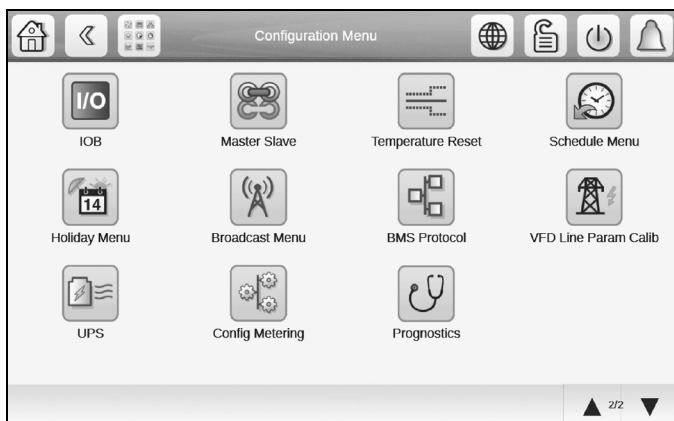 Configuration Menu
I/O
IOB
Master Slave
Temperature Reset
Schedule Menu
14
Holiday Menu
Broadcast Menu
BMS Protocol
VFD Line Param Calib
UPS
Config Metering
Prognostics
2/2